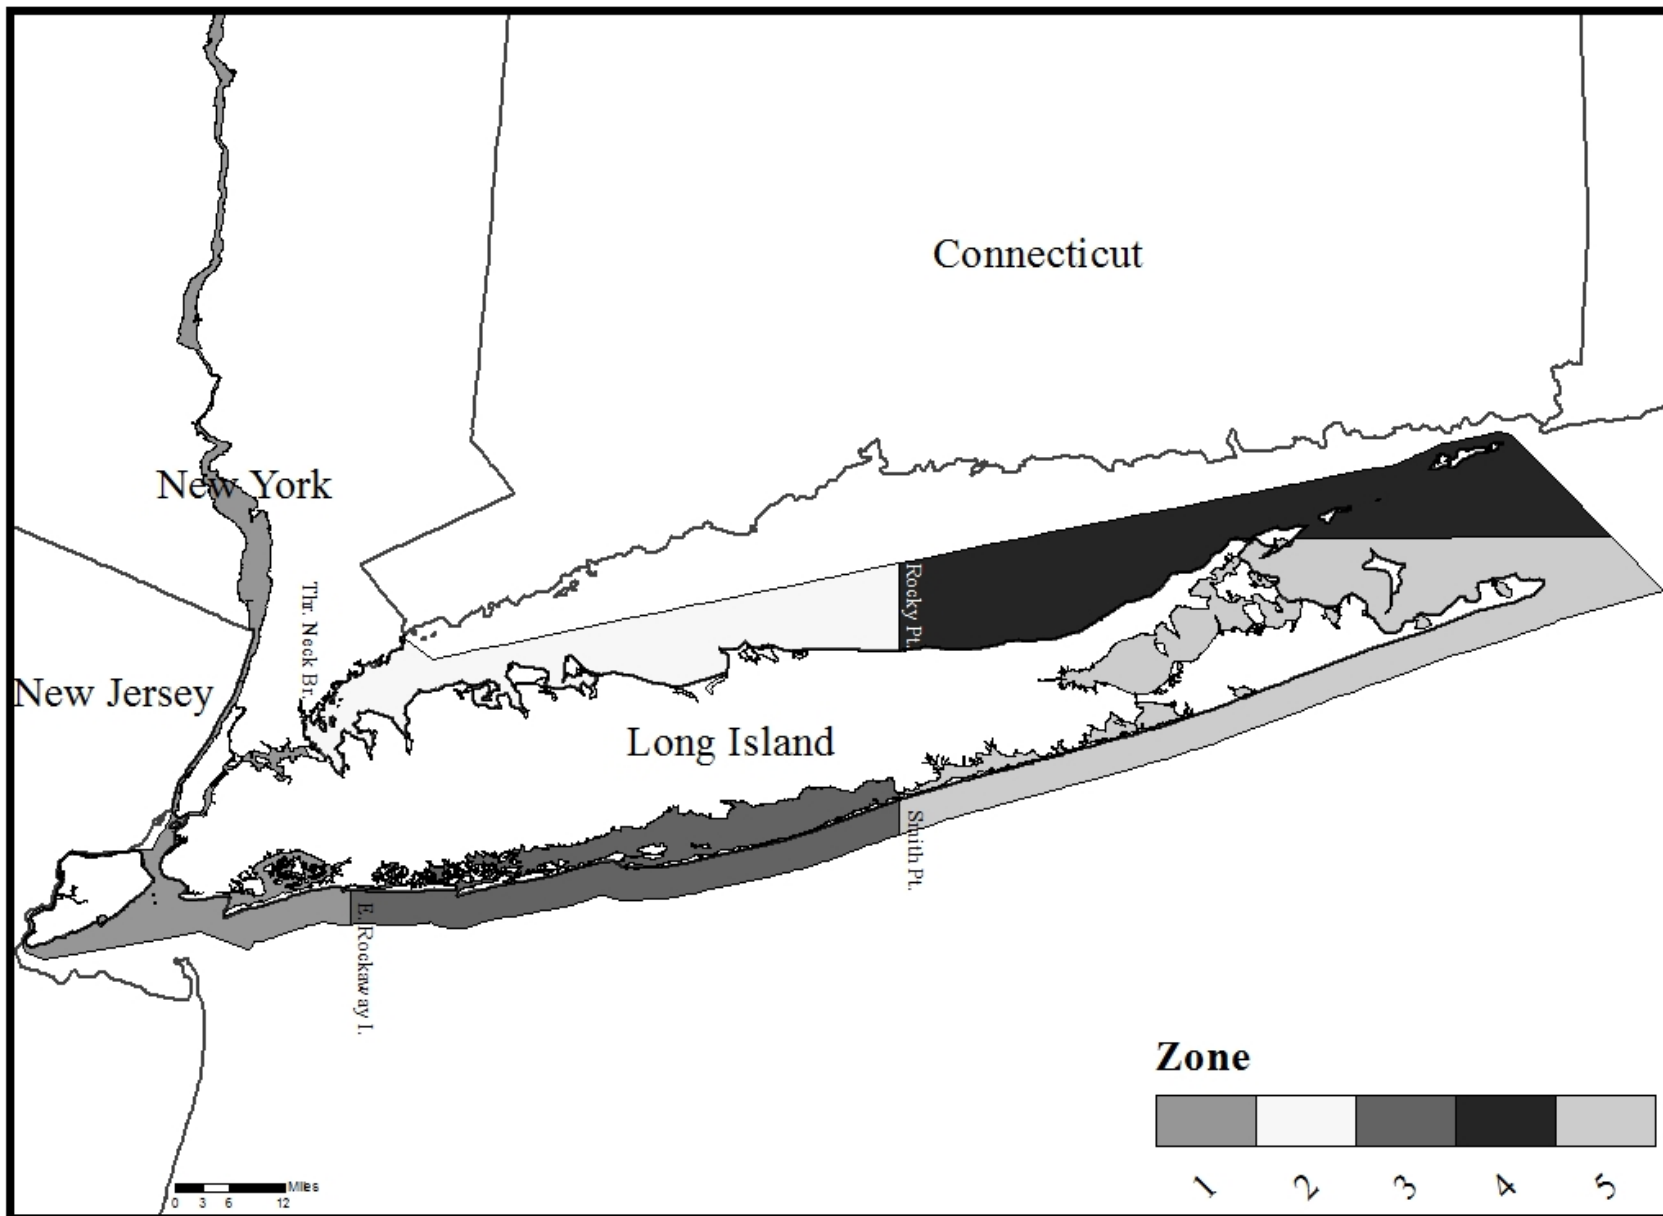 Connecticut
New York
Thr. Neck Br.
Rocky Pt.
New Jersey
Long Island
Smith Pt.
E. Rockaway I.
Zone
1 2 3 4 5
Miles
0 3 6 12